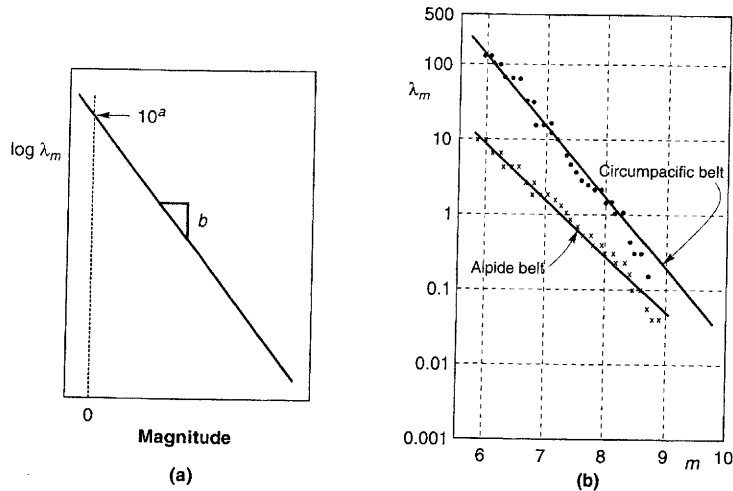 10^a
log λm
b
0
Magnitude
(a)
500
100
λm
10
1
0.1
0.01
0.001
Circumpacific belt
Alpide belt
6 7 8 9 m 10
(b)